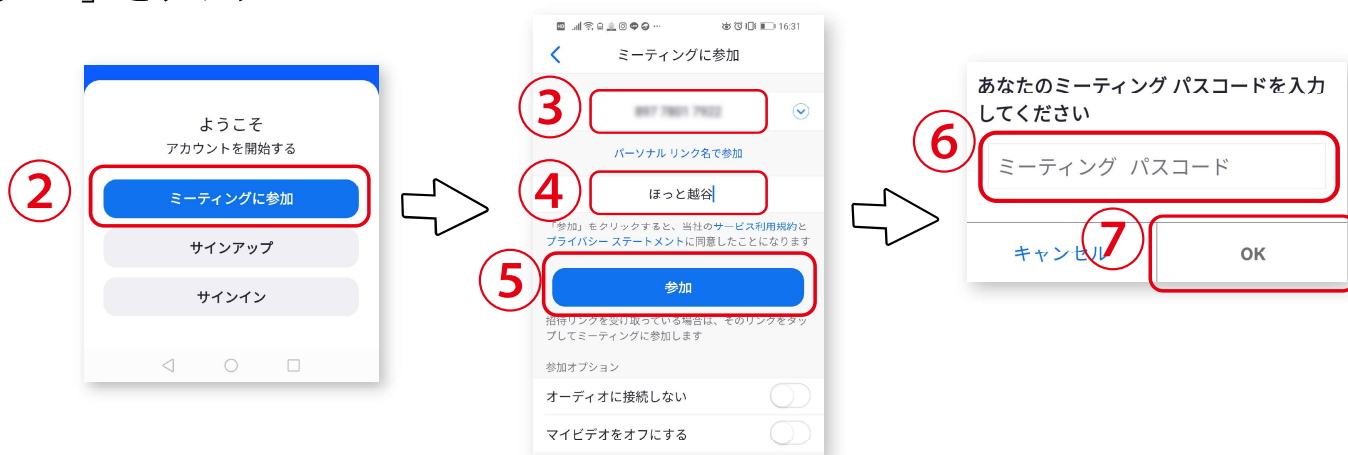 ②
ようこそ
アカウントを開始する
ミーティングに参加
サインアップ
サインイン
16:31
ミーティングに参加
③
パーソナル リンク名で参加
④
ほっと越谷
「参加」をクリックすると、当社のサービス利用規約と
プライバシー ステートメントに同意したことになります
⑤
参加
招待リンクを受け取っている場合は、そのリンクをタッ
プしてミーティングに参加します
参加オプション
オーディオに接続しない
マイビデオをオフにする
あなたのミーティング パスコードを入力
してください
⑥
ミーティング パスコード
⑦
キャンセル
OK